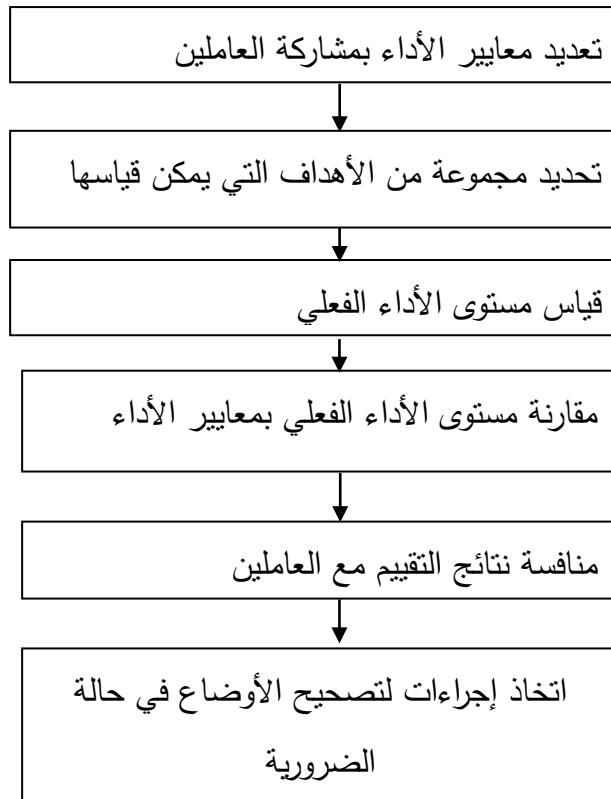 تعديد معايير الأداء بمشاركة العاملين
تحديد مجموعة من الأهداف التي يمكن قياسها
قياس مستوى الأداء الفعلي
مقارنة مستوى الأداء الفعلي بمعايير الأداء
منافسة نتائج التقييم مع العاملين
اتخاذ إجراءات لتصحيح الأوضاع في حالة
الضرورية